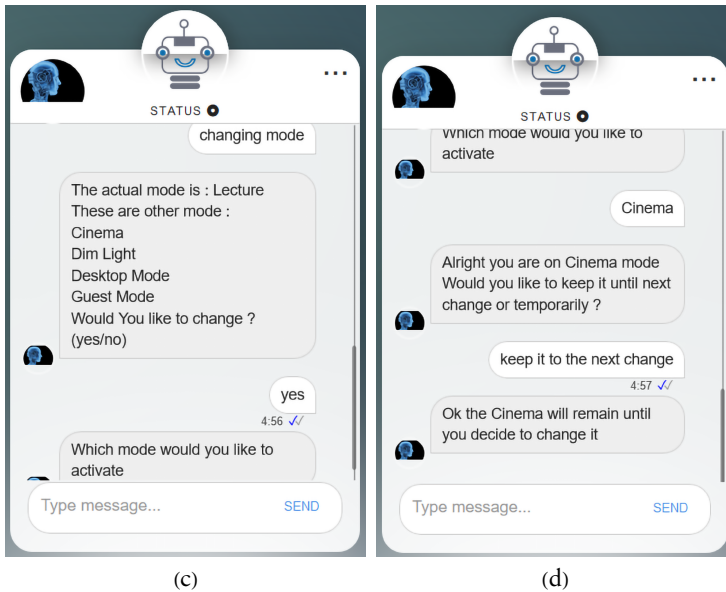 STATUS
changing mode
The actual mode is : Lecture
These are other mode :
Cinema
Dim Light
Desktop Mode
Guest Mode
Would You like to change ?
(yes/no)
yes
4:56
Which mode would you like to
activate
Type message...
SEND
(c)
STATUS
Which mode would you like to
activate
Cinema
Alright you are on Cinema mode
Would you like to keep it until next
change or temporarily ?
keep it to the next change
4:57
Ok the Cinema will remain until
you decide to change it
Type message...
SEND
(d)